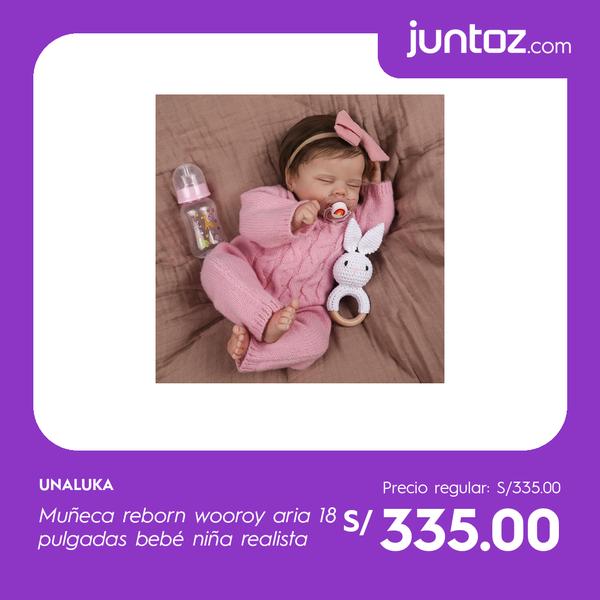 juntoz.com
UNALUKA
Muñeca reborn wooroy aria 18
pulgadas bebé niña realista
Precio regular: S/335.00
S/ 335.00